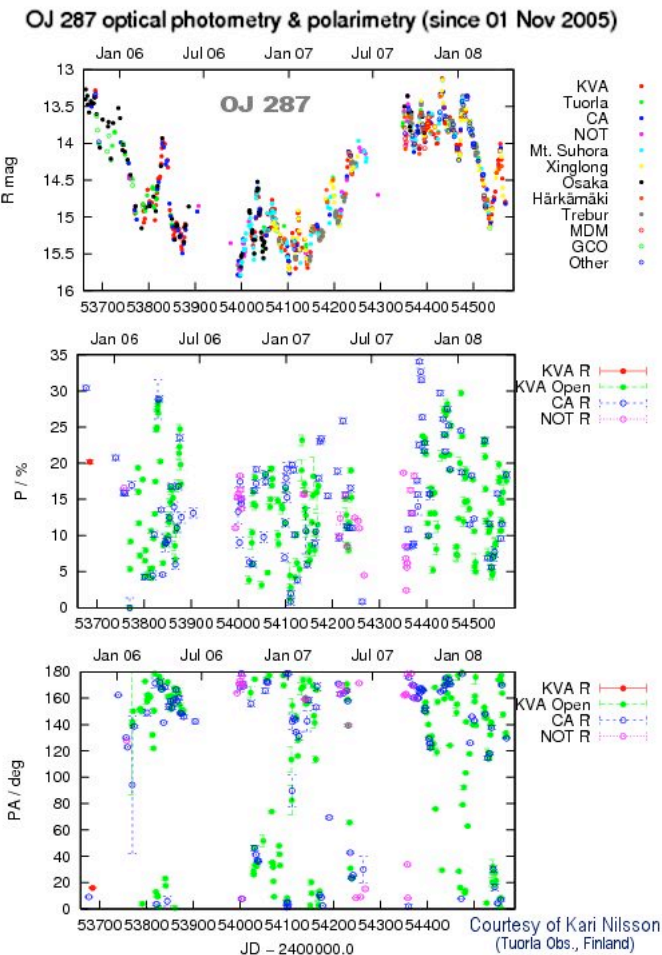 OJ 287 optical photometry & polarimetry (since 01 Nov 2005)
Jan 06 Jul 06 Jan 07 Jul 07 Jan 08
13
13.5
14
14.5
15
15.5
16
R mag
OJ 287
53700 53800 53900 54000 54100 54200 54300 54400 54500
KVA
Tuorla
CA
NOT
Mt. Suhora
Xinglong
Osaka
Härkämäki
Trebur
MDM
GCO
Other
Jan 06 Jul 06 Jan 07 Jul 07 Jan 08
35
30
25
20
15
10
5
0
P / %
53700 53800 53900 54000 54100 54200 54300 54400 54500
KVA R
KVA Open
CA R
NOT R
Jan 06 Jul 06 Jan 07 Jul 07 Jan 08
180
160
140
120
100
80
60
40
20
0
PA / deg
53700 53800 53900 54000 54100 54200 54300 54400
JD - 2400000.0
KVA R
KVA Open
CA R
NOT R
Courtesy of Kari Nilsson
(Tuorla Obs., Finland)